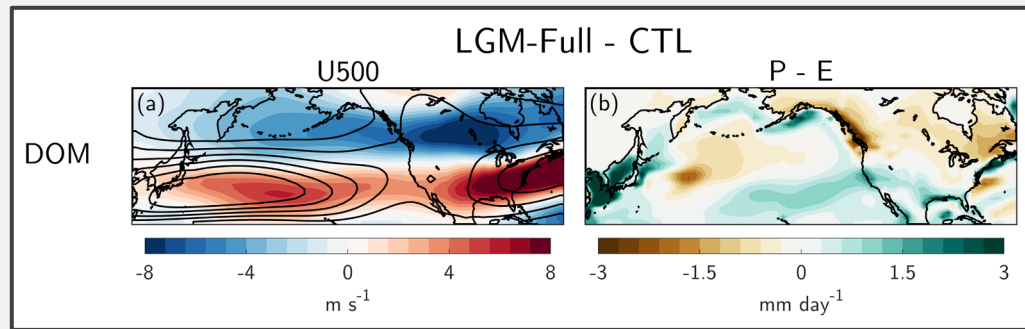 LGM-Full - CTL
U500
P - E
DOM
(a)
(b)
-8 -4 0 4 8
-3 -1.5 0 1.5 3
m s⁻¹
mm day⁻¹